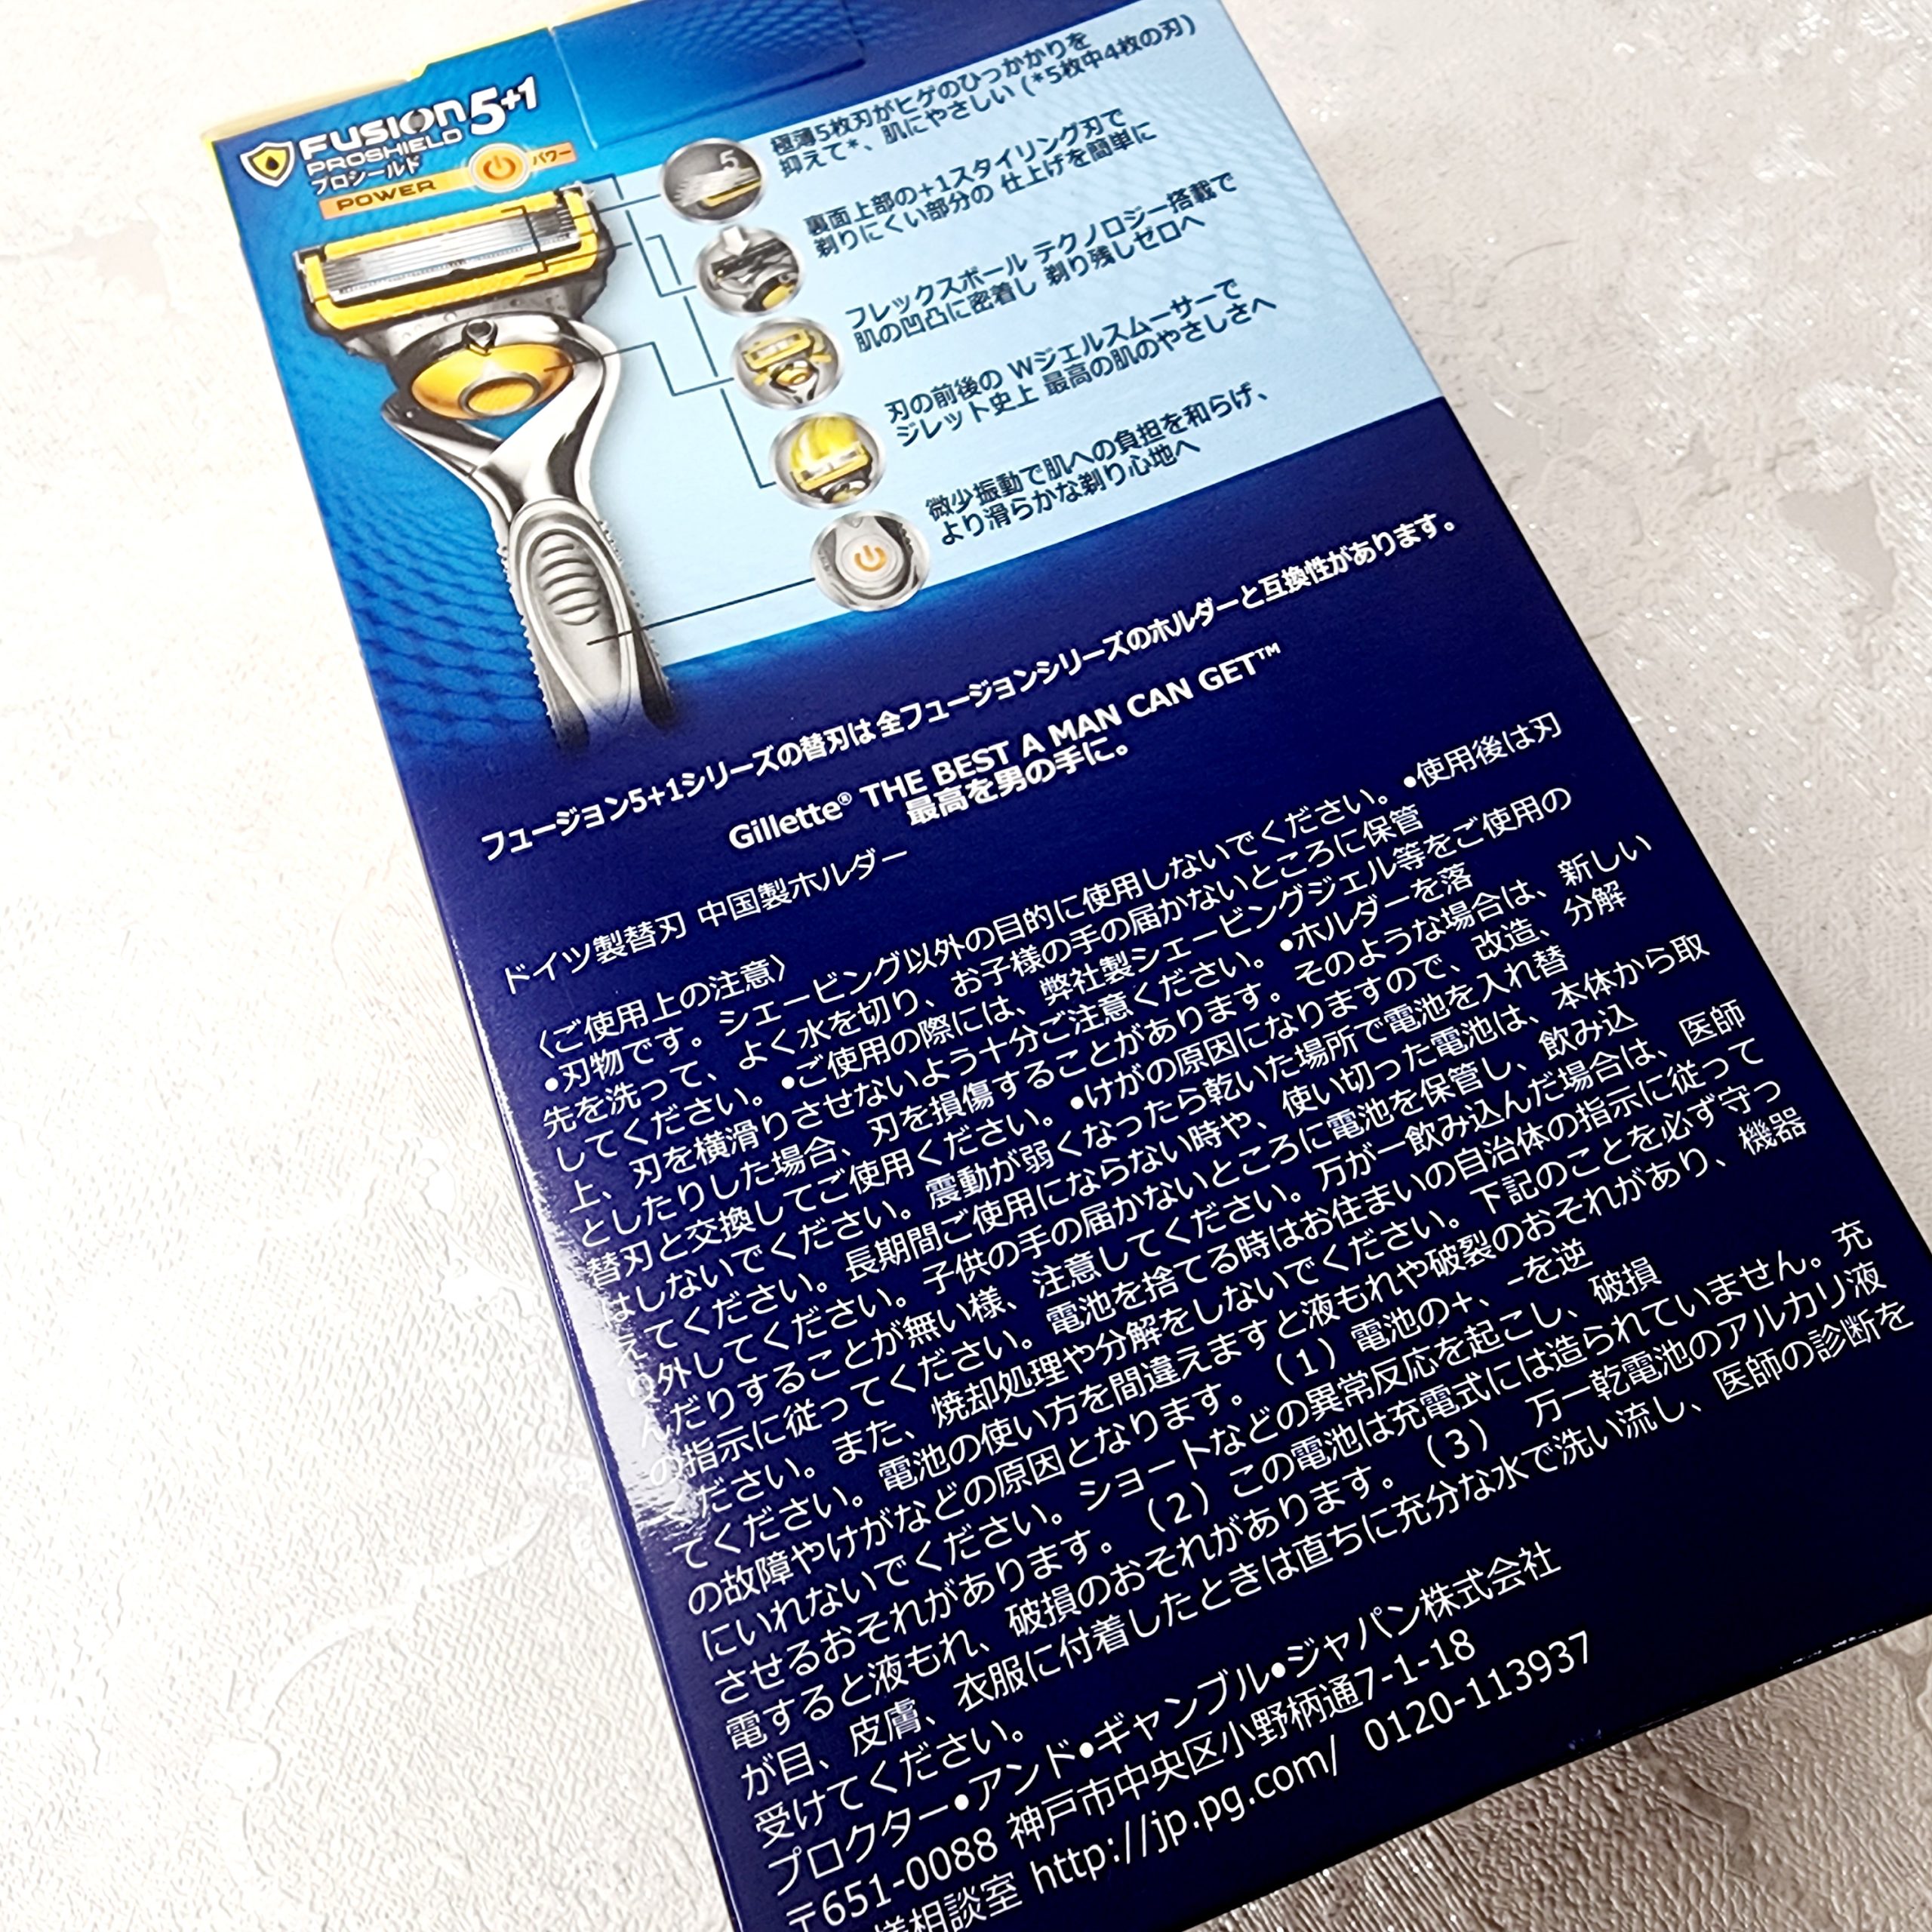 FUSION5+1
PROSHIELD
プロシールド
POWER パワー
極薄5枚刃がヒゲのひっかかりを
抑えて*、肌にやさしい (*5枚中4枚の刃)
5
裏面上部の+1スタイリング刃で
剃りにくい部分の 仕上げを簡単に
フレックスボール テクノロジー搭載で
肌の凹凸に密着し 剃り残しゼロへ
刃の前後の Wジェルスムーサーで
ジレット史上 最高の肌のやさしさへ
微少振動で肌への負担を和らげ、
より滑らかな剃り心地へ
フュージョン5+1シリーズの替刃は 全フュージョンシリーズのホルダーと互換性があります。
Gillette® THE BEST A MAN CAN GET™
最高を男の手に。
ドイツ製替刃 中国製ホルダー
〈ご使用上の注意〉
•刃物です。シェービング以外の目的に使用しないでください。•使用後は刃
先を洗って、よく水を切り、お子様の手の届かないところに保管
してください。•ご使用の際には、弊社製シェービングジェル等をご使用の
上、刃を横滑りさせないよう十分ご注意ください。•ホルダーを落
としたりした場合、刃を損傷することがあります。そのような場合は、新しい
替刃と交換してご使用ください。•けがの原因になりますので、改造、分解
はしないでください。震動が弱くなったら乾いた場所で電池を入れ替
えてください。長期間ご使用にならない時や、使い切った電池は、本体から取
り外してください。子供の手の届かないところに電池を保管し、飲み込
んだりすることが無い様、注意してください。万が一飲み込んだ場合は、医師
の指示に従ってください。電池を捨てる時はお住まいの自治体の指示に従って
ください。また、焼却処理や分解をしないでください。下記のことを必ず守っ
てください。電池の使い方を間違えますと液もれや破裂のおそれがあり、機器
の故障やけがなどの原因となります。（1）電池の+、-を逆
にいれないでください。ショートなどの異常反応を起こし、破損
させるおそれがあります。（2）この電池は充電式には造られていません。充
電すると液もれ、破損のおそれがあります。（3） 万一乾電池のアルカリ液
が目、皮膚、衣服に付着したときは直ちに充分な水で洗い流し、医師の診断を
受けてください。
プロクター•アンド•ギャンブル•ジャパン株式会社
〒651-0088 神戸市中央区小野柄通7-1-18
様相談室 http://jp.pg.com/ 0120-113937